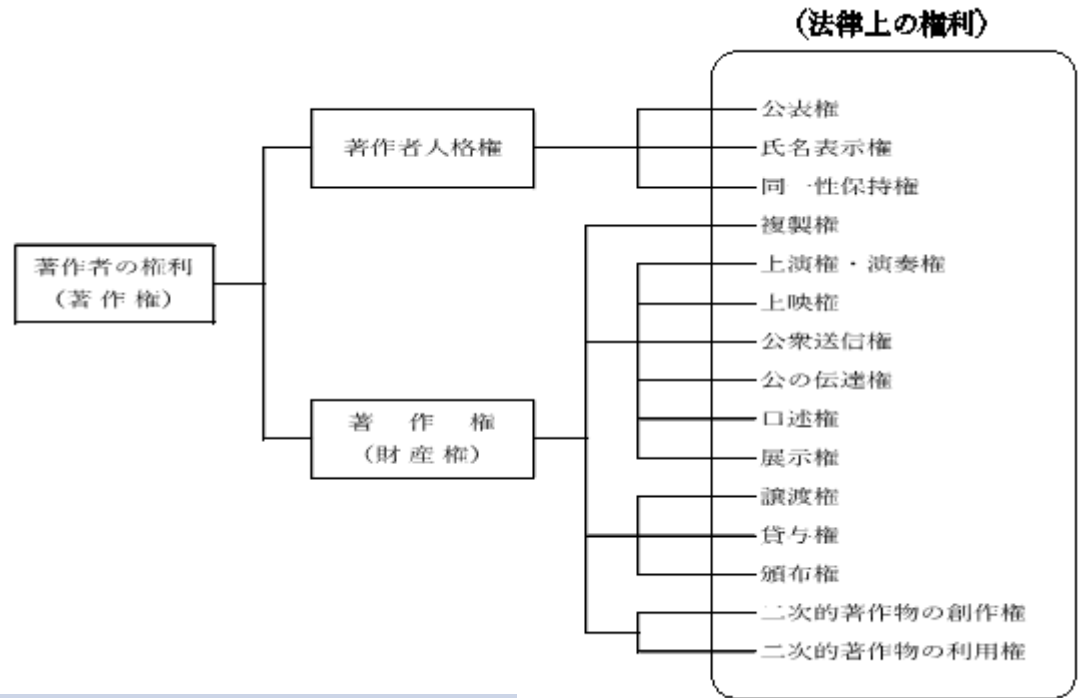 (法律上の権利)
著作者の権利
(著 作 権)
著作者人格権
公表権
氏名表示権
同一性保持権
著 作 権
(財 産 権)
複製権
上演権・演奏権
上映権
公衆送信権
公の伝達権
口述権
展示権
譲渡権
貸与権
頒布権
二次的著作物の創作権
二次的著作物の利用権